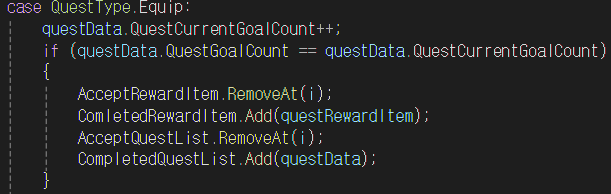 case QuestType.Equip:
questData.QuestCurrentGoalCount++;
if (questData.QuestGoalCount == questData.QuestCurrentGoalCount)
{
AcceptRewardItem.RemoveAt(i);
ComletedRewardItem.Add(questRewardItem);
AcceptQuestList.RemoveAt(i);
CompletedQuestList.Add(questData);
}